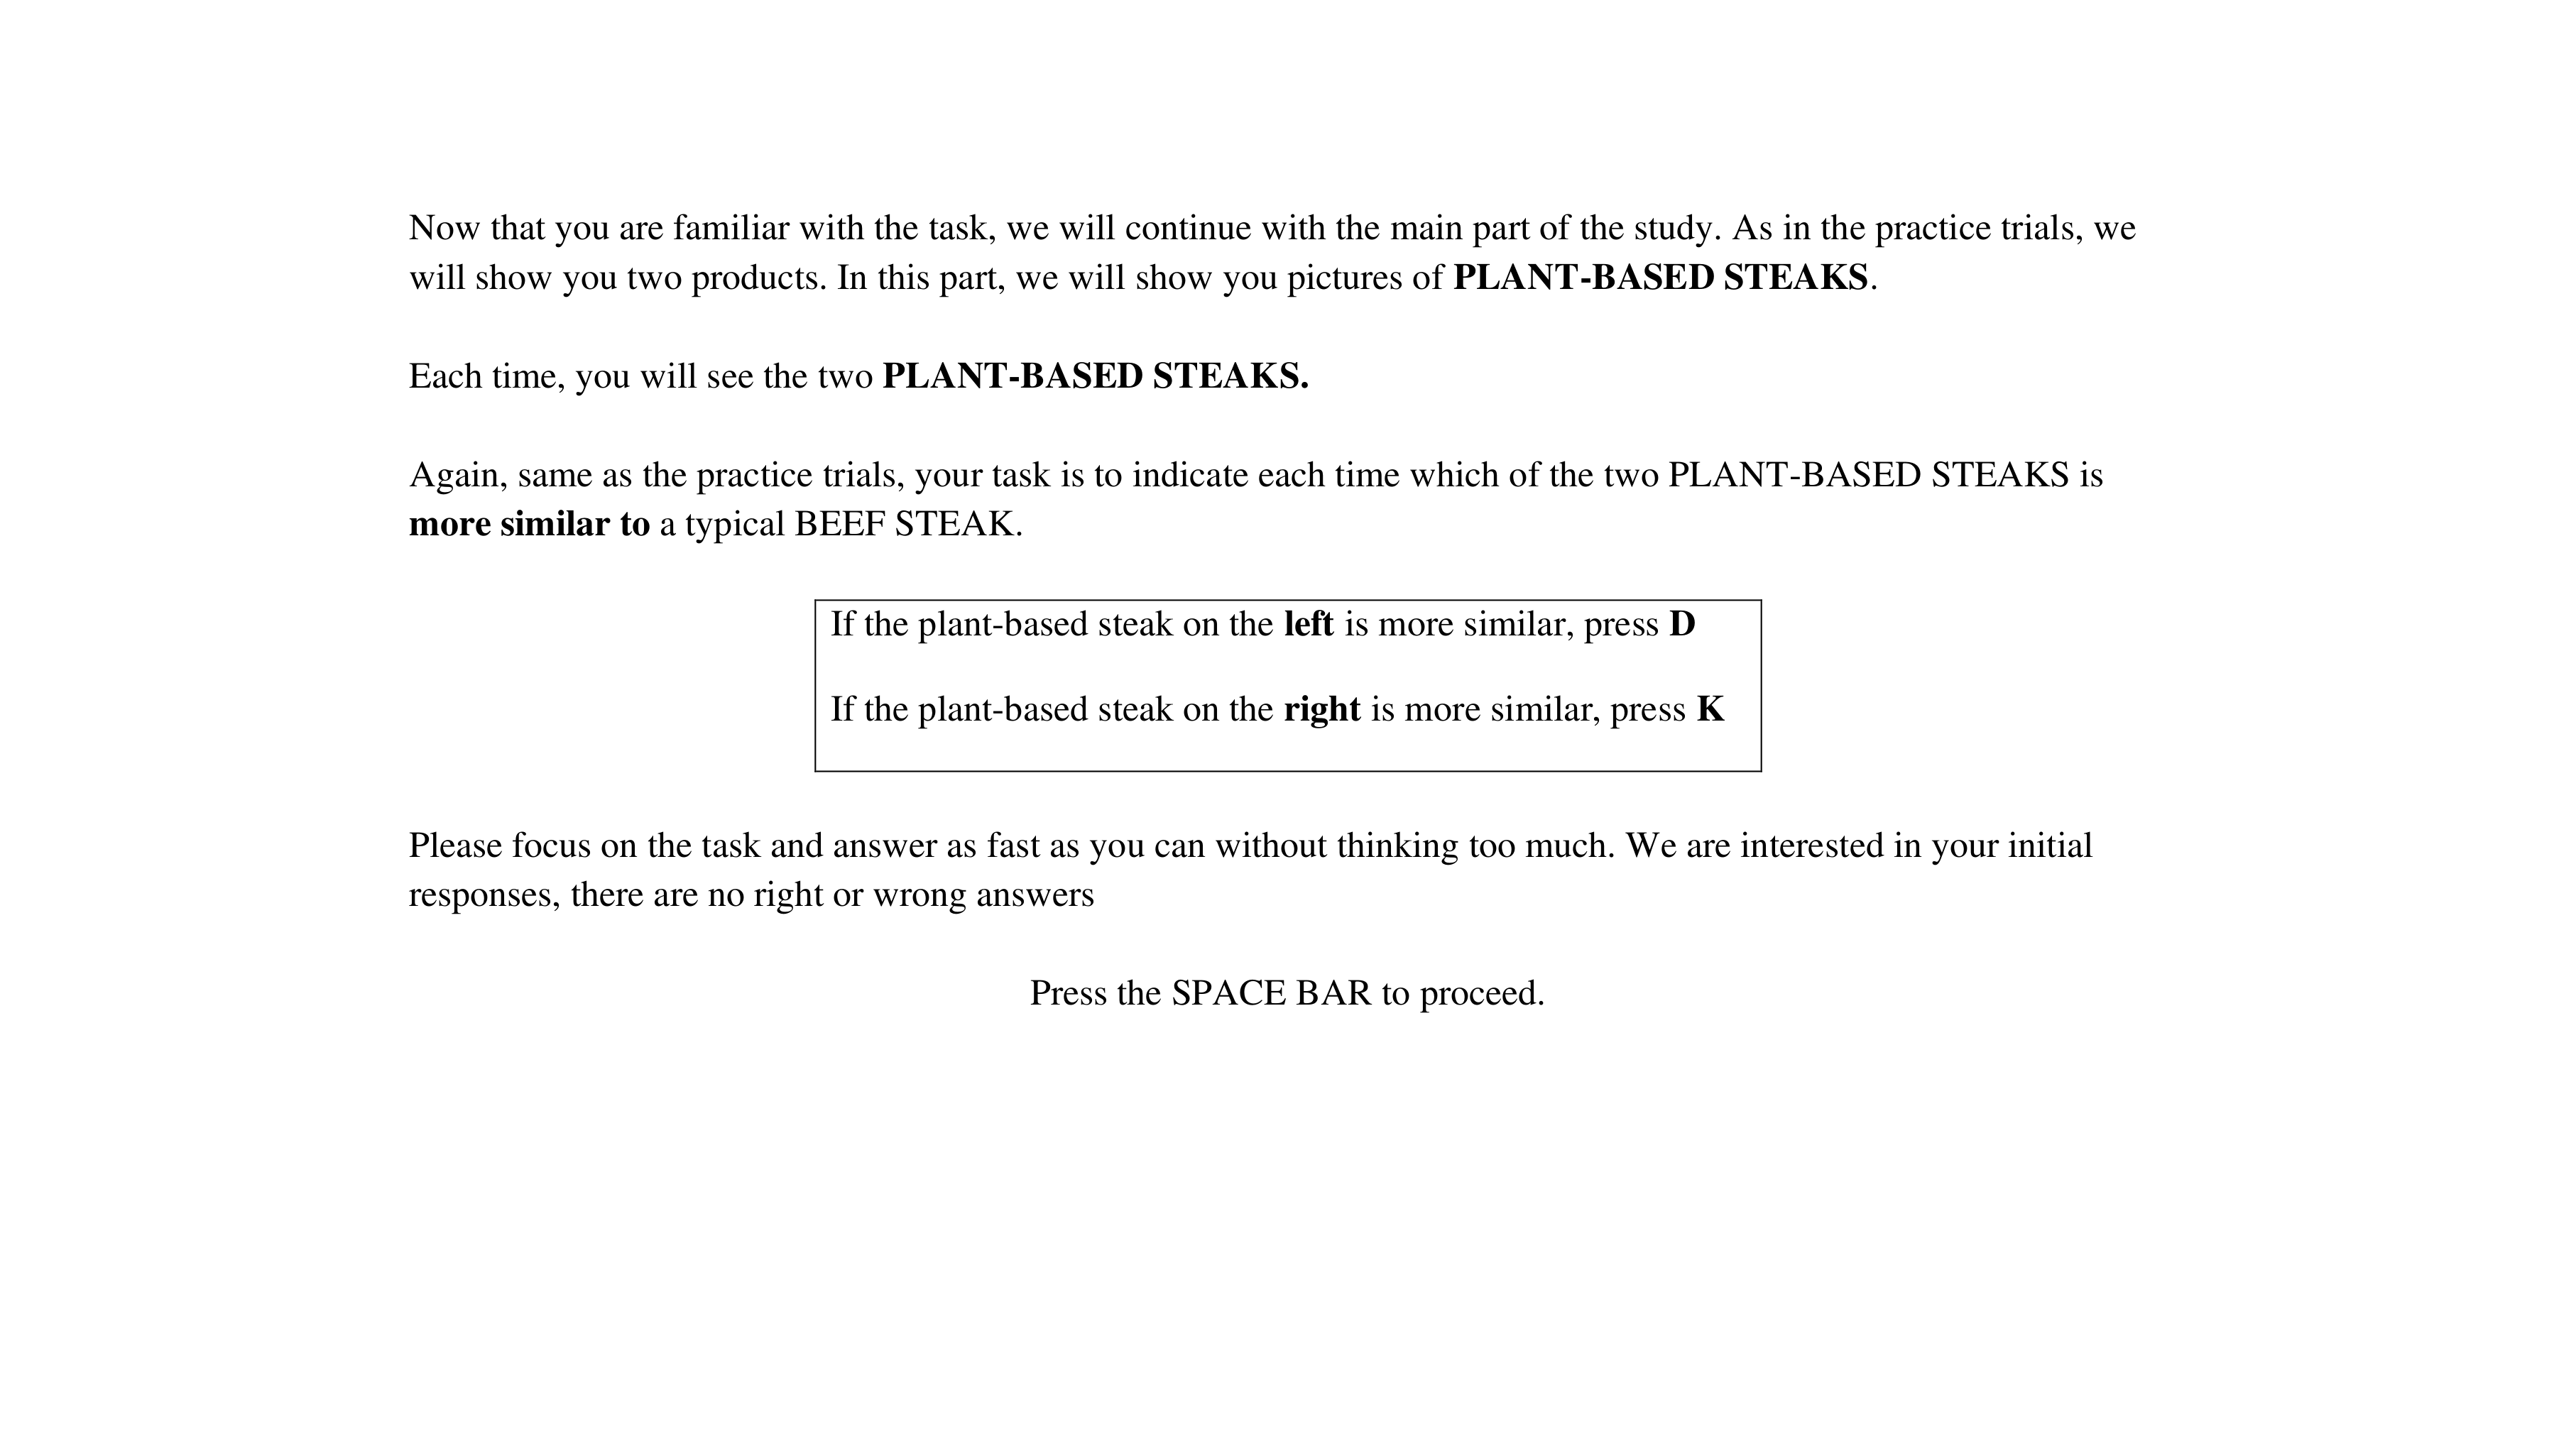 Now that you are familiar with the task, we will continue with the main part of the study. As in the practice trials, we
will show you two products. In this part, we will show you pictures of PLANT-BASED STEAKS.
Each time, you will see the two PLANT-BASED STEAKS.
Again, same as the practice trials, your task is to indicate each time which of the two PLANT-BASED STEAKS is
more similar to a typical BEEF STEAK.
If the plant-based steak on the left is more similar, press D
If the plant-based steak on the right is more similar, press K
Please focus on the task and answer as fast as you can without thinking too much. We are interested in your initial
responses, there are no right or wrong answers
Press the SPACE BAR to proceed.